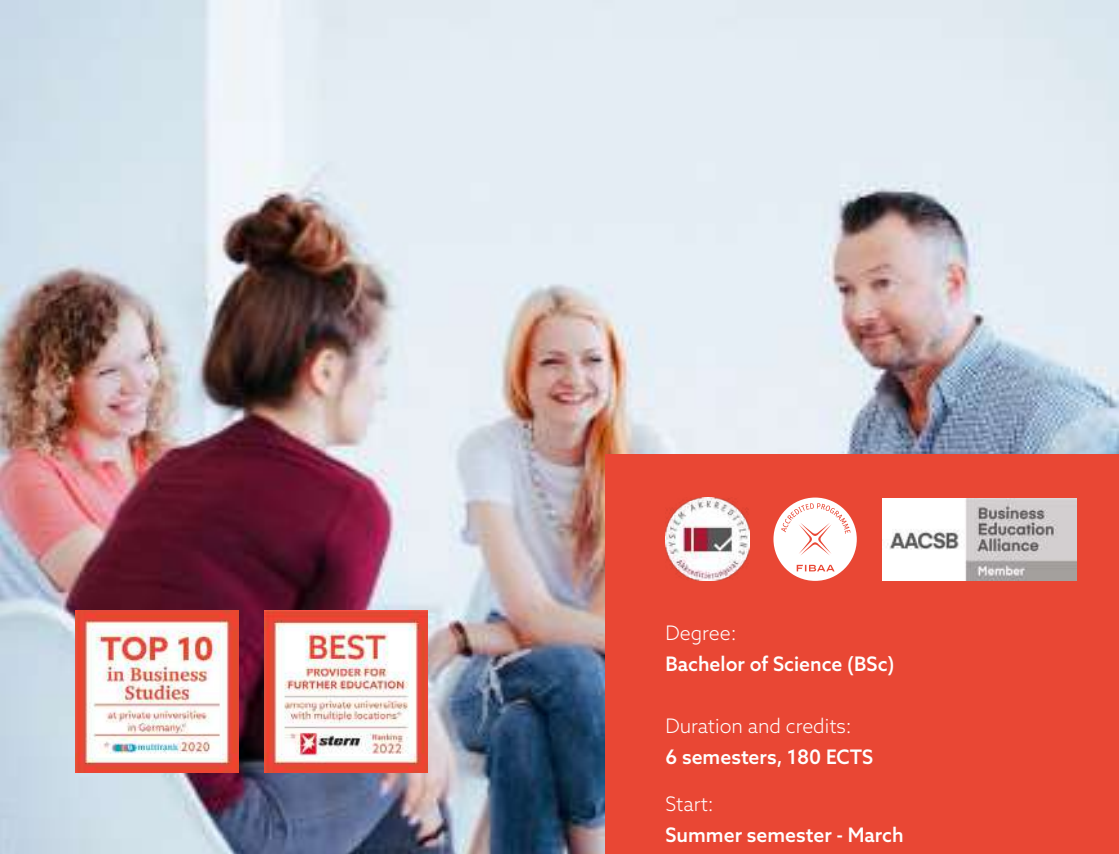 SYSTEM AKKREDITIERT
Akkreditierungsrat
ACCREDITED PROGRAMME
FIBAA
AACSB
Business
Education
Alliance
Member
TOP 10
in Business
Studies
at private universities
in Germany.*
* multirank 2020
BEST
PROVIDER FOR
FURTHER EDUCATION
among private universities
with multiple locations*
* stern Ranking
2022
Degree:
Bachelor of Science (BSc)
Duration and credits:
6 semesters, 180 ECTS
Start:
Summer semester - March